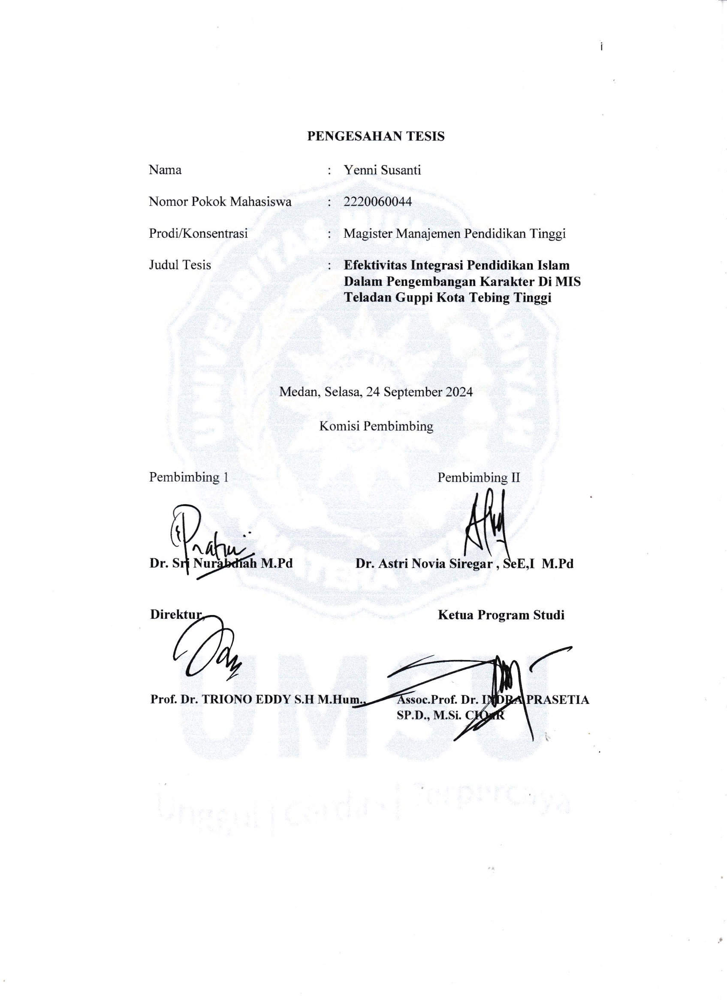 i
PENGESAHAN TESIS
Nama : Yenni Susanti
Nomor Pokok Mahasiswa : 2220060044
Prodi/Konsentrasi : Magister Manajemen Pendidikan Tinggi
Judul Tesis : Efektivitas Integrasi Pendidikan Islam
Dalam Pengembangan Karakter Di MIS
Teladan Guppi Kota Tebing Tinggi
Medan, Selasa, 24 September 2024
Komisi Pembimbing
Pembimbing 1 Pembimbing II
Dr. Sri Nurabdiah M.Pd Dr. Astri Novia Siregar , SeE,I M.Pd
Direktur, Ketua Program Studi
Prof. Dr. TRIONO EDDY S.H M.Hum., Assoc.Prof. Dr. INDRA PRASETIA
SP.D., M.Si. CIQnR
UMSU
Unggul | Cerdas | Terpercaya